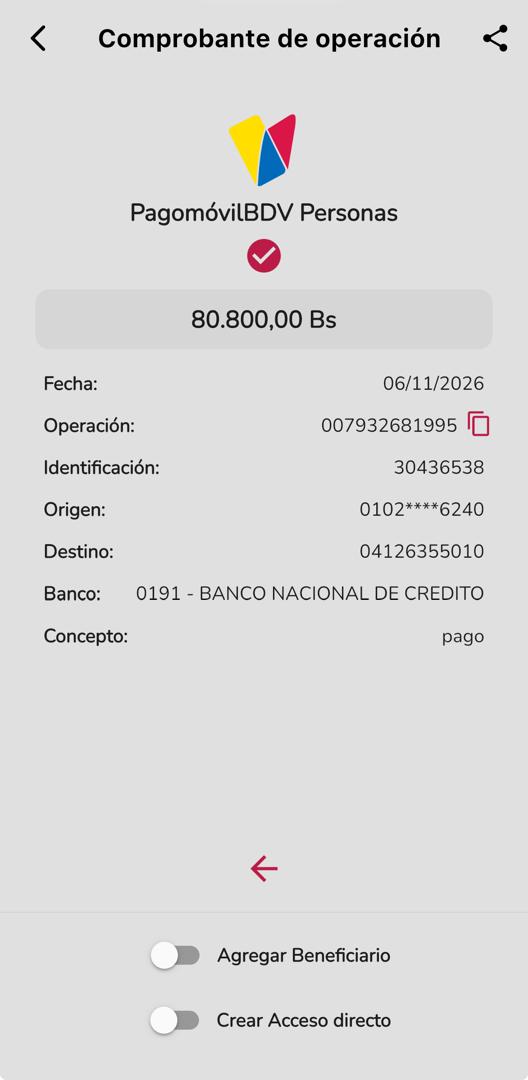 Comprobante de operación
PagomóvilBDV Personas
80.800,00 Bs
Fecha: 06/11/2026
Operación: 007932681995
Identificación: 30436538
Origen: 0102****6240
Destino: 04126355010
Banco: 0191 - BANCO NACIONAL DE CREDITO
Concepto: pago
Agregar Beneficiario
Crear Acceso directo